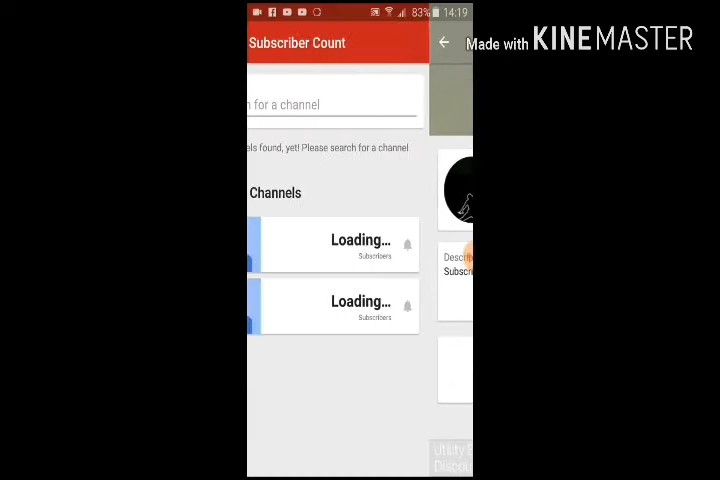 83% 14:19
Made with KINEMASTER
Subscriber Count
for a channel
found, yet! Please search for a channel
Channels
Loading...
Subscribers
Loading...
Subscribers
Utility